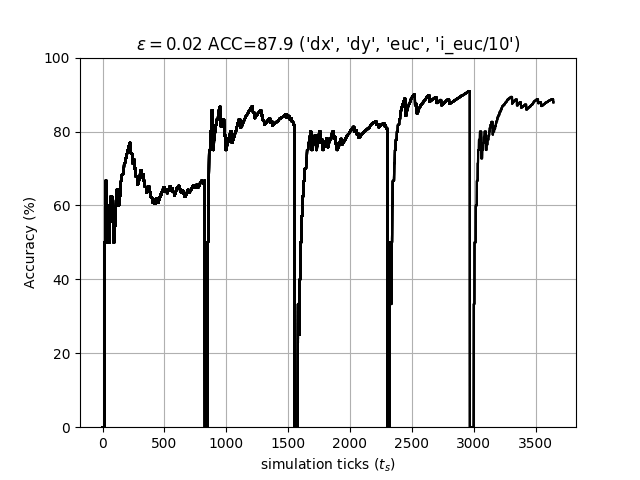 ε = 0.02 ACC=87.9 ('dx', 'dy', 'euc', 'i_euc/10')
100
80
60
40
20
0
Accuracy (%)
0 500 1000 1500 2000 2500 3000 3500
simulation ticks (tₛ)